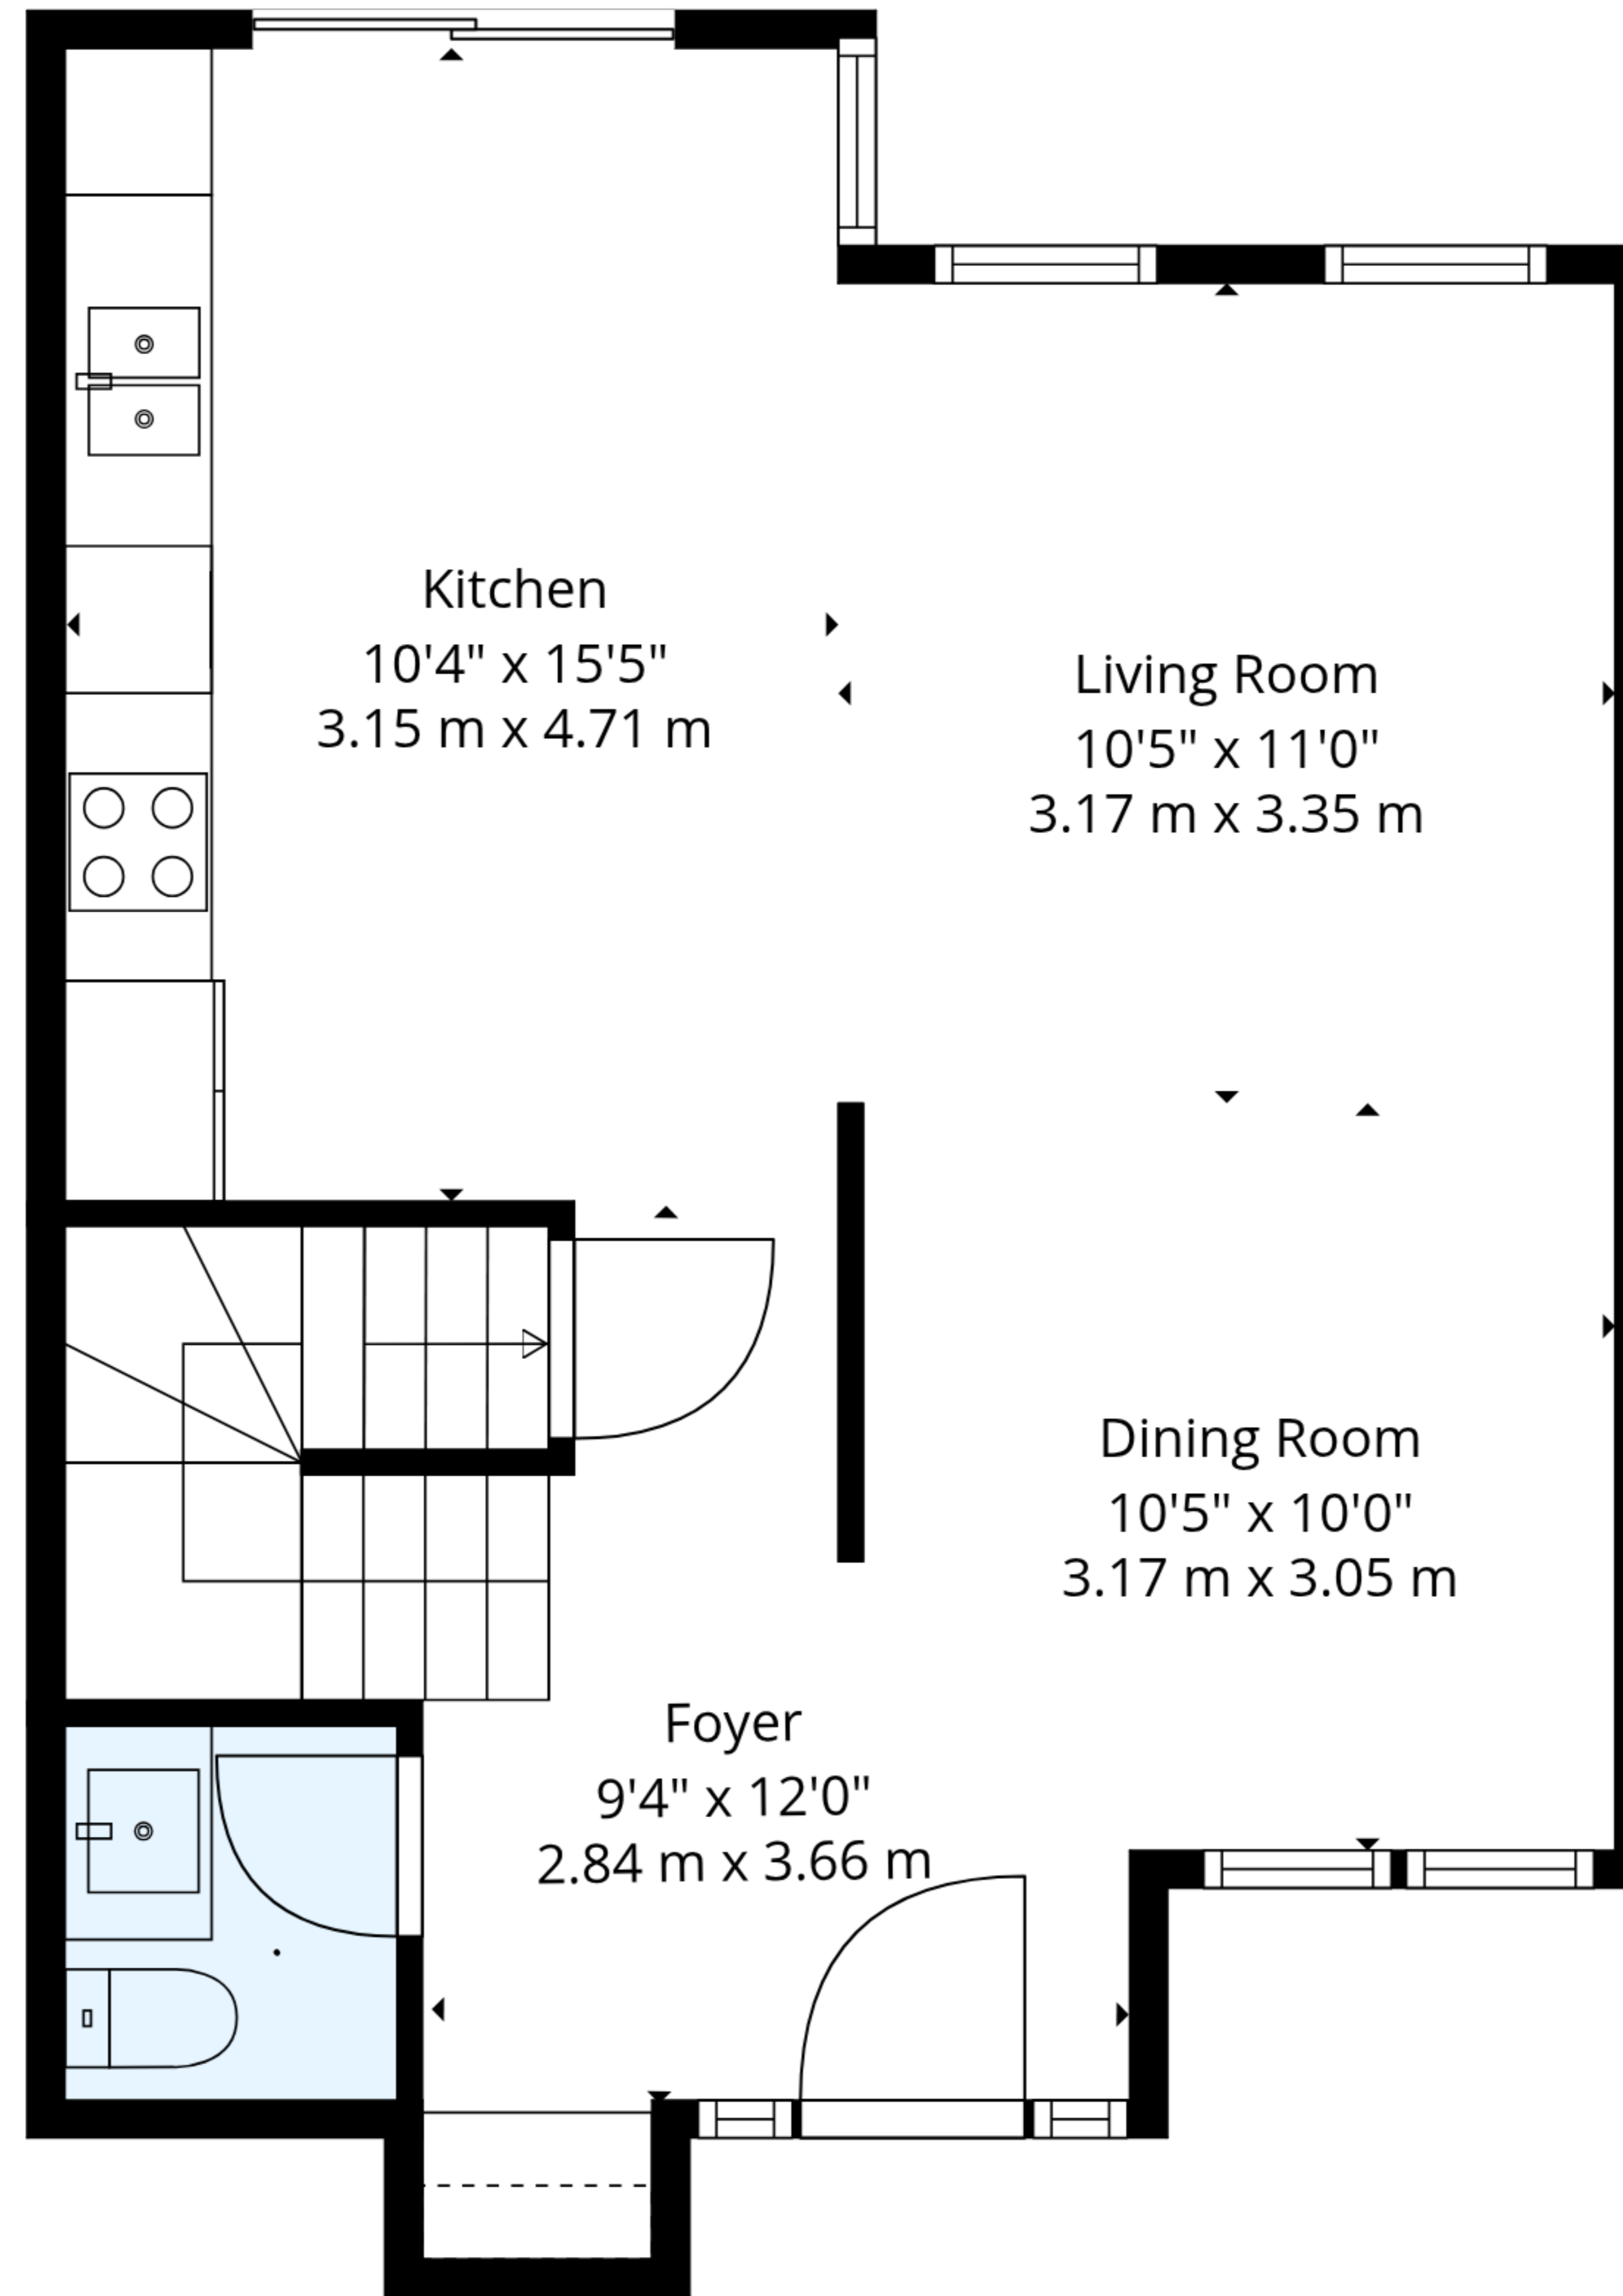 Kitchen
10'4" x 15'5"
3.15 m x 4.71 m
Living Room
10'5" x 11'0"
3.17 m x 3.35 m
Dining Room
10'5" x 10'0"
3.17 m x 3.05 m
Foyer
9'4" x 12'0"
2.84 m x 3.66 m